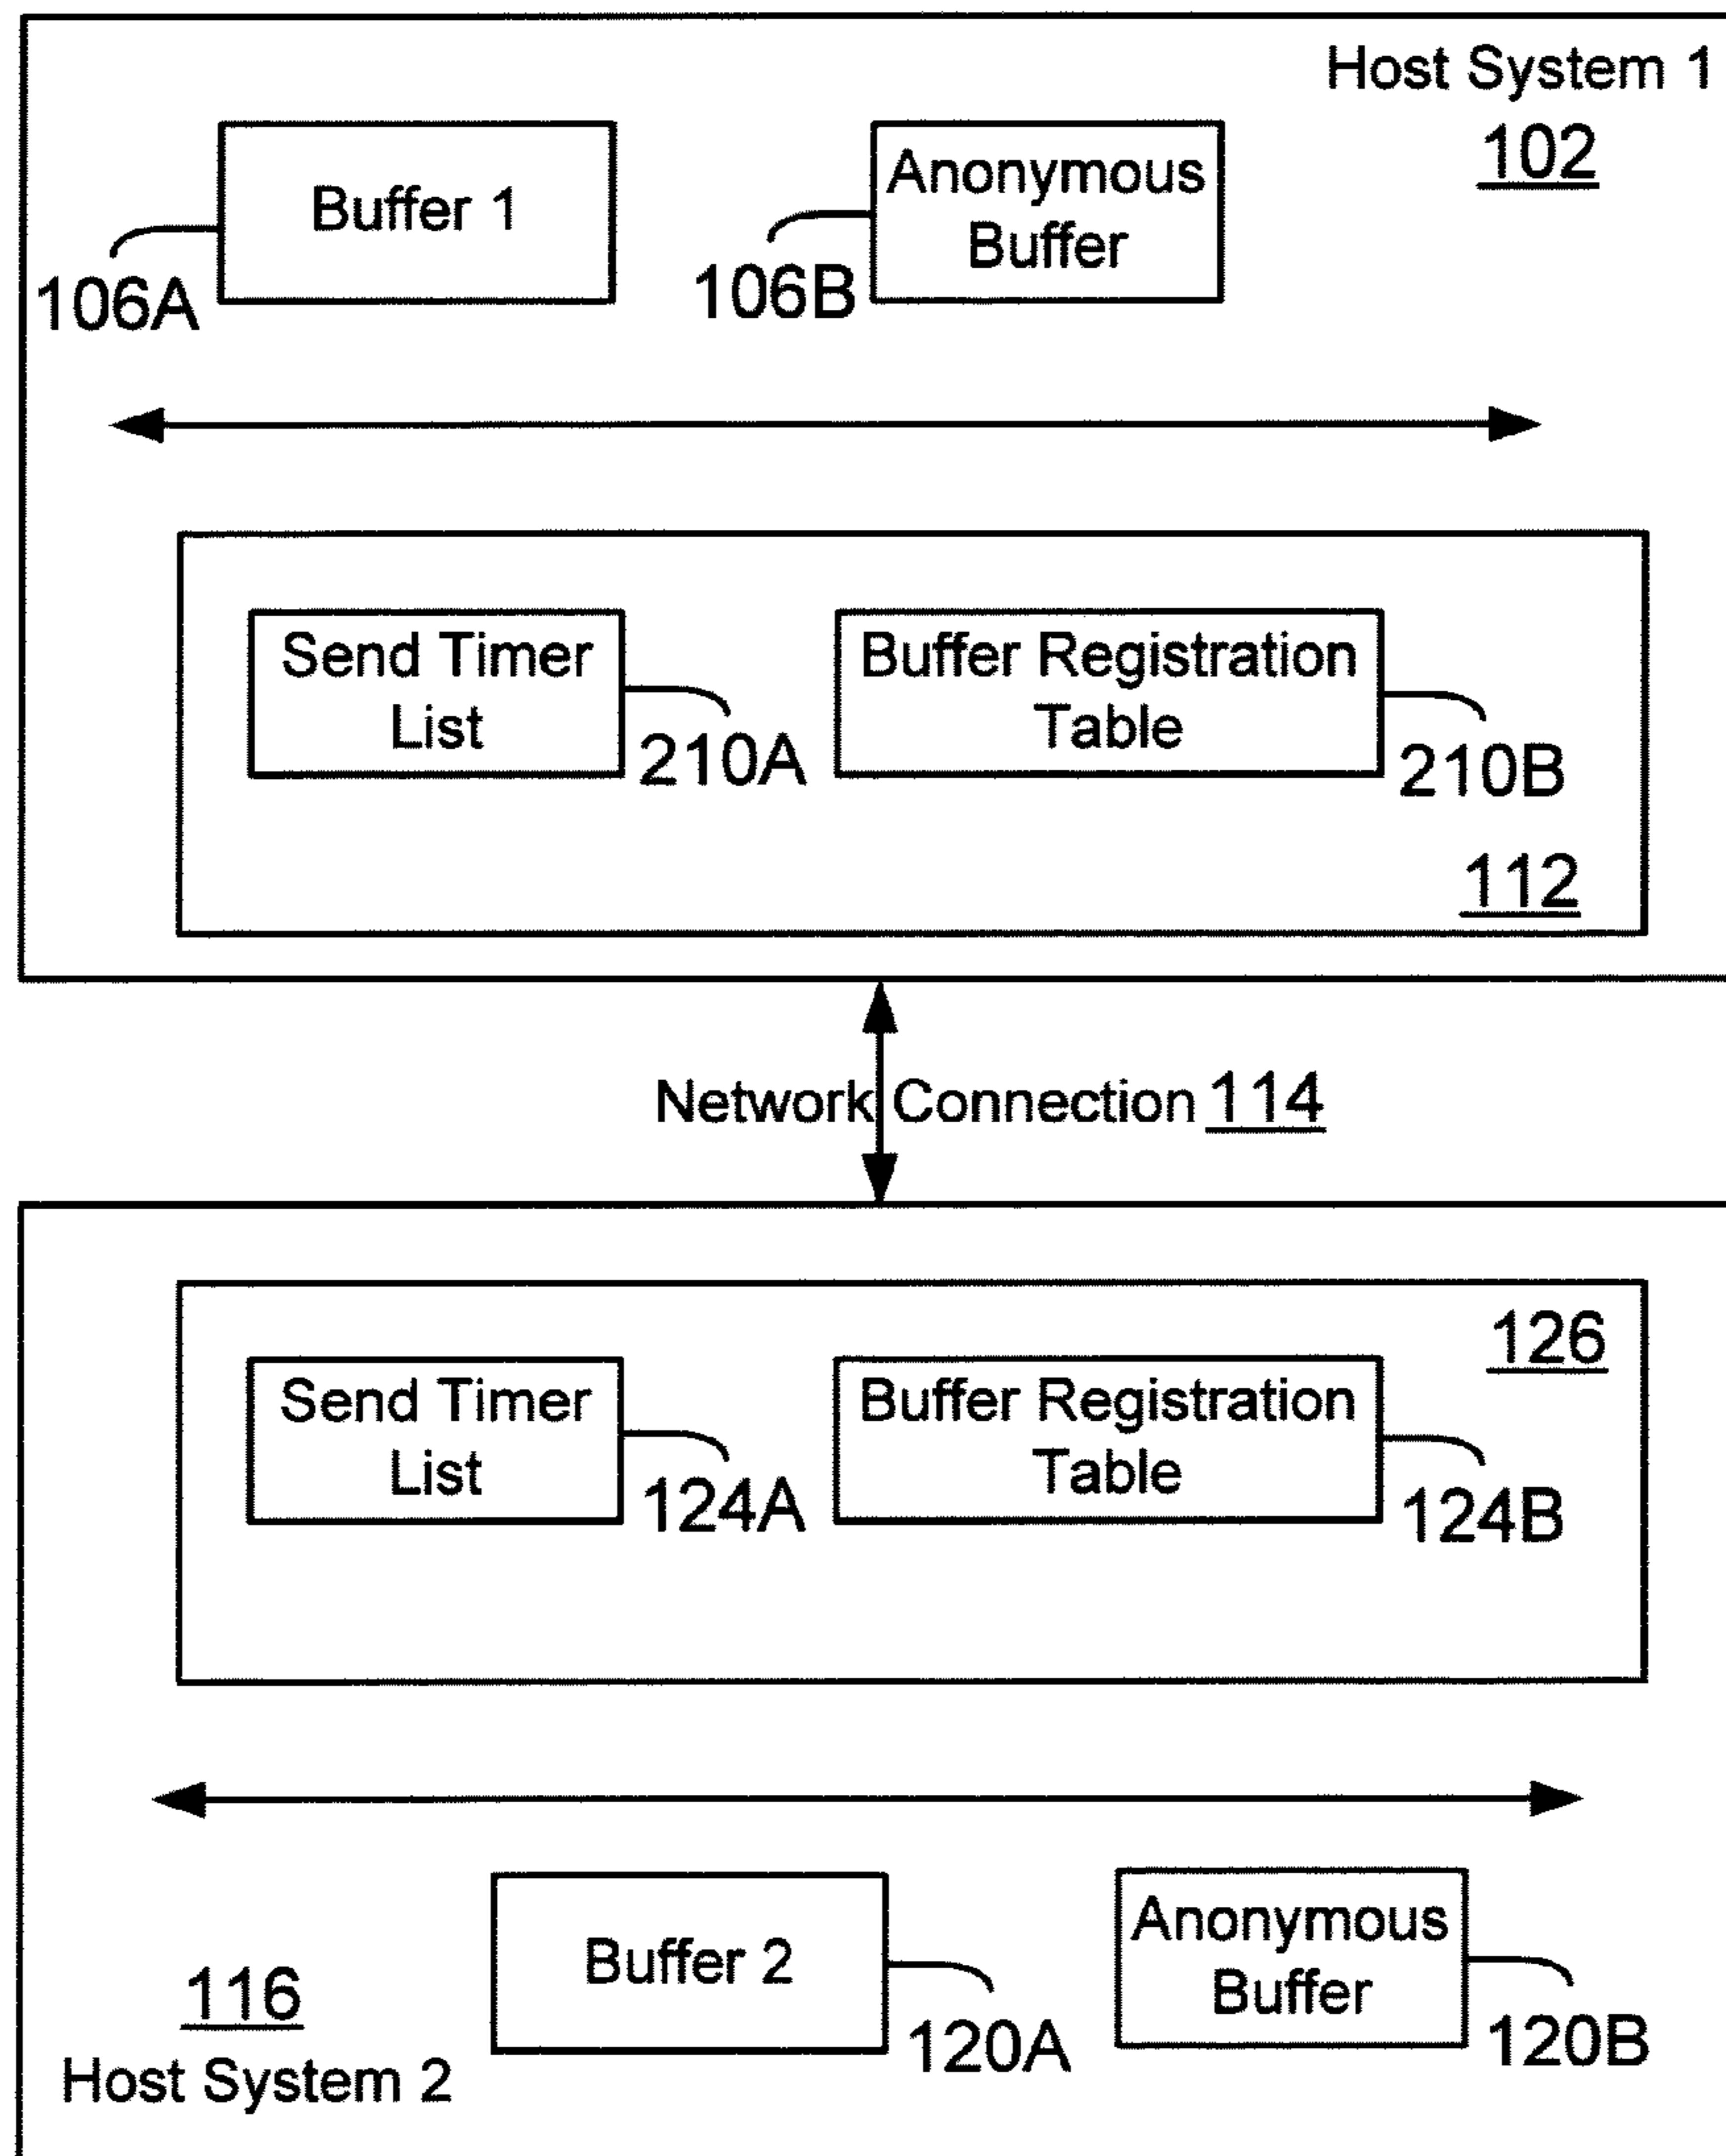 Host System 1
102
Buffer 1
Anonymous
Buffer
106A
106B
Send Timer
List
Buffer Registration
Table
210A
210B
112
Network Connection 114
126
Send Timer
List
Buffer Registration
Table
124A
124B
Buffer 2
Anonymous
Buffer
116
Host System 2
120A
120B